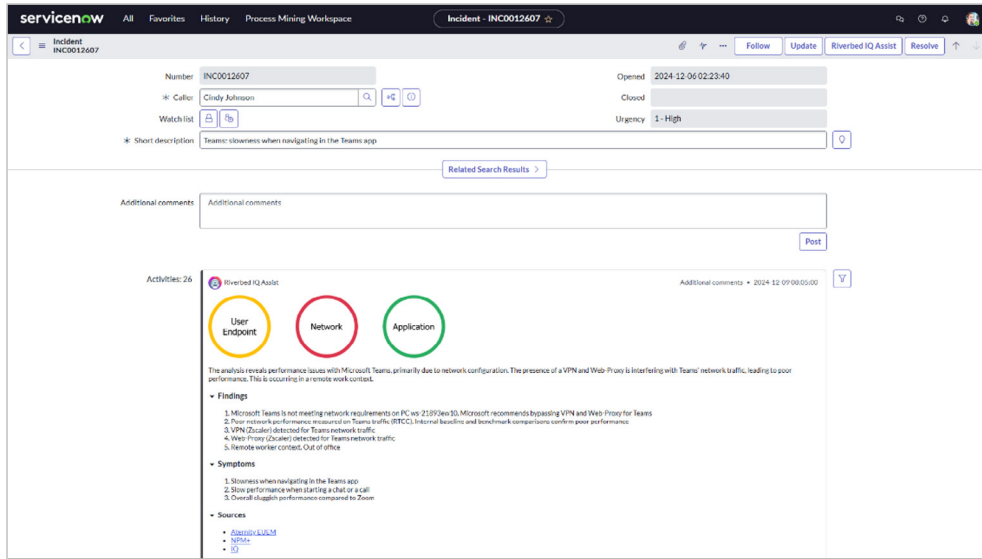 servicenow All Favorites History Process Mining Workspace Incident - INC0012607
Incident
INC0012607
Follow Update Riverbed IQ Assist Resolve
Number INC0012607 Opened 2024-12-06 02:23:40
Caller Cindy Johnson Closed
Watch list Urgency 1 - High
Short description Teams: slowness when navigating in the Teams app
Related Search Results
Additional comments Additional comments
Post
Activities: 26 Riverbed IQ Assist Additional comments • 2024-12-09 08:05:00
User
Endpoint
Network
Application
The analysis reveals performance issues with Microsoft Teams, primarily due to network configuration. The presence of a VPN and Web-Proxy is interfering with Teams' network traffic, leading to poor
performance. This is occurring in a remote work context.
Findings
1. Microsoft Teams is not meeting network requirements on PC ws-21893ew10. Microsoft recommends bypassing VPN and Web-Proxy for Teams
2. Poor network performance measured on Teams traffic (RTCC). Internal baseline and benchmark comparisons confirm poor performance
3. VPN (Zscaler) detected for Teams network traffic
4. Web-Proxy (Zscaler) detected for Teams network traffic
5. Remote worker context. Out of office
Symptoms
1. Slowness when navigating in the Teams app
2. Slow performance when starting a chat or a call
3. Overall sluggish performance compared to Zoom
Sources
• Aternity EUEM
• NPM+
• IQ